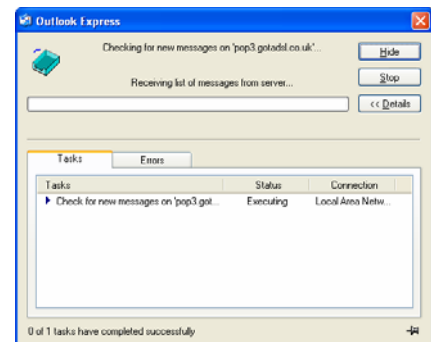 Outlook Express
Checking for new messages on 'pop3.gotadsl.co.uk'...
Hide
Receiving list of messages from server...
Stop
<< Details
Tasks Errors
Tasks Status Connection
Check for new messages on 'pop3.got... Executing Local Area Netw...
0 of 1 tasks have completed successfully